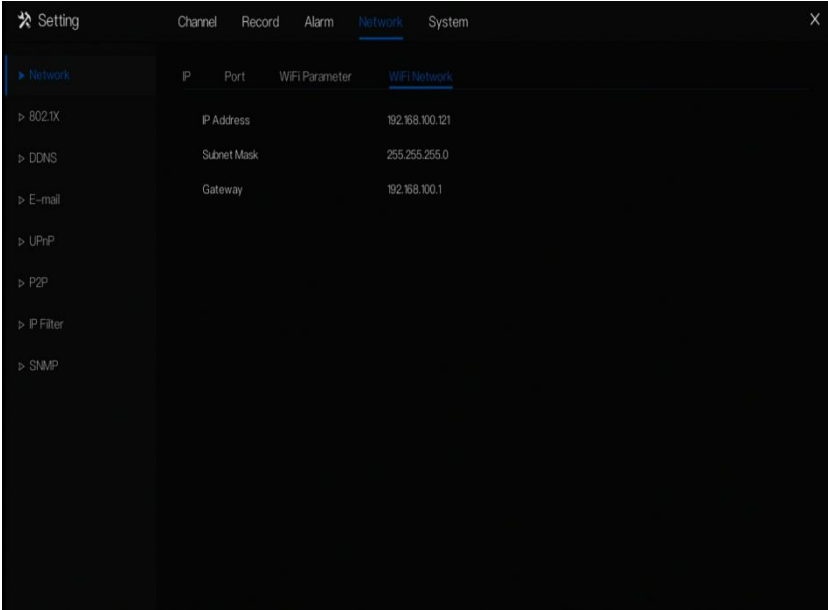 Setting Channel Record Alarm Network System X
Network
802.1X
DDNS
E-mail
UPnP
P2P
IP Filter
SNMP
IP Port WiFi Parameter WiFi Network
IP Address 192.168.100.121
Subnet Mask 255.255.255.0
Gateway 192.168.100.1